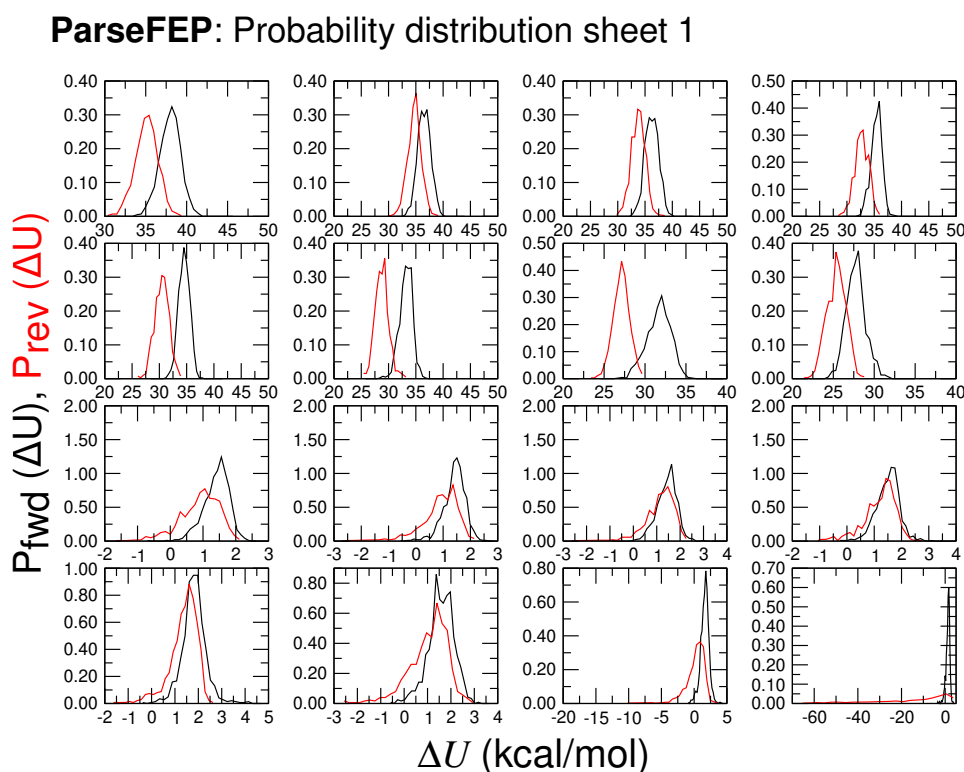 ParseFEP: Probability distribution sheet 1
Pfwd (ΔU), Prev (ΔU)
0.40 0.30 0.20 0.10 0.00
30 35 40 45 50
0.40 0.30 0.20 0.10 0.00
20 25 30 35 40 45 50
0.40 0.30 0.20 0.10 0.00
20 25 30 35 40 45 50
0.50 0.40 0.30 0.20 0.10 0.00
20 25 30 35 40 45 50
0.40 0.30 0.20 0.10 0.00
20 25 30 35 40 45 50
0.40 0.30 0.20 0.10 0.00
20 25 30 35 40 45 50
0.50 0.40 0.30 0.20 0.10 0.00
20 25 30 35 40
0.40 0.30 0.20 0.10 0.00
20 25 30 35 40
2.00 1.50 1.00 0.50 0.00
-2 -1 0 1 2 3
2.00 1.50 1.00 0.50 0.00
-3 -2 -1 0 1 2 3
2.00 1.50 1.00 0.50 0.00
-3 -2 -1 0 1 2 3 4
2.00 1.50 1.00 0.50 0.00
-2 -1 0 1 2 3 4
1.00 0.80 0.60 0.40 0.20 0.00
-2 -1 0 1 2 3 4 5
0.80 0.60 0.40 0.20 0.00
-3 -2 -1 0 1 2 3 4
0.80 0.60 0.40 0.20 0.00
-20 -15 -10 -5 0 5
0.70 0.60 0.50 0.40 0.30 0.20 0.15 0.05 0.00
-60 -40 -20 0
ΔU (kcal/mol)